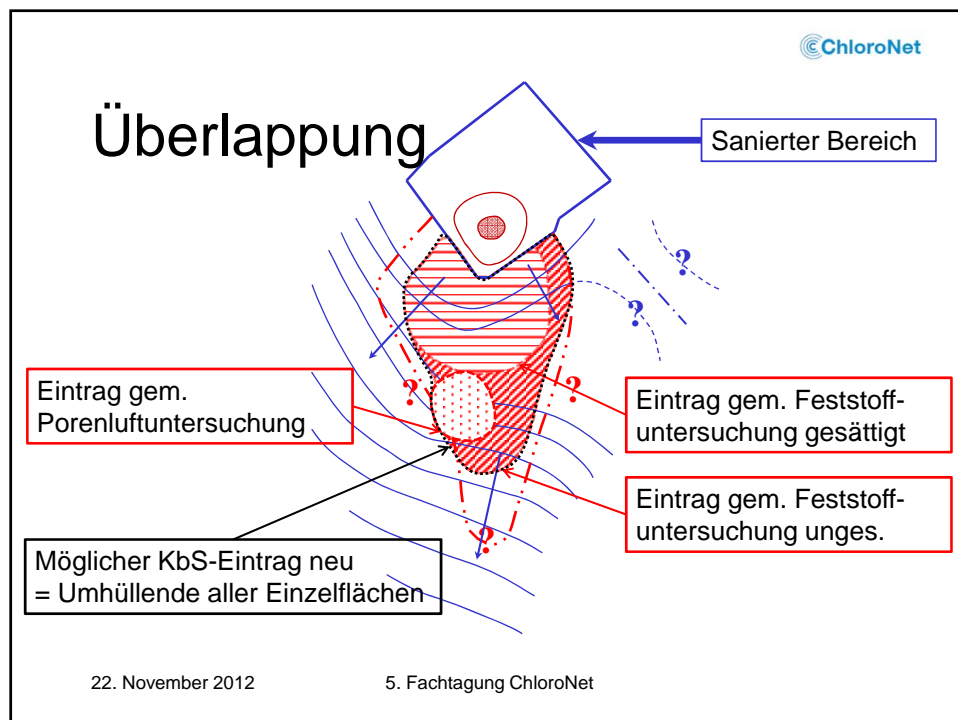 ChloroNet
Überlappung
Sanierter Bereich
?
?
?
?
Eintrag gem.
Porenluftuntersuchung
Eintrag gem. Feststoff-
untersuchung gesättigt
Eintrag gem. Feststoff-
untersuchung unges.
?
Möglicher KbS-Eintrag neu
= Umhüllende aller Einzelflächen
22. November 2012
5. Fachtagung ChloroNet